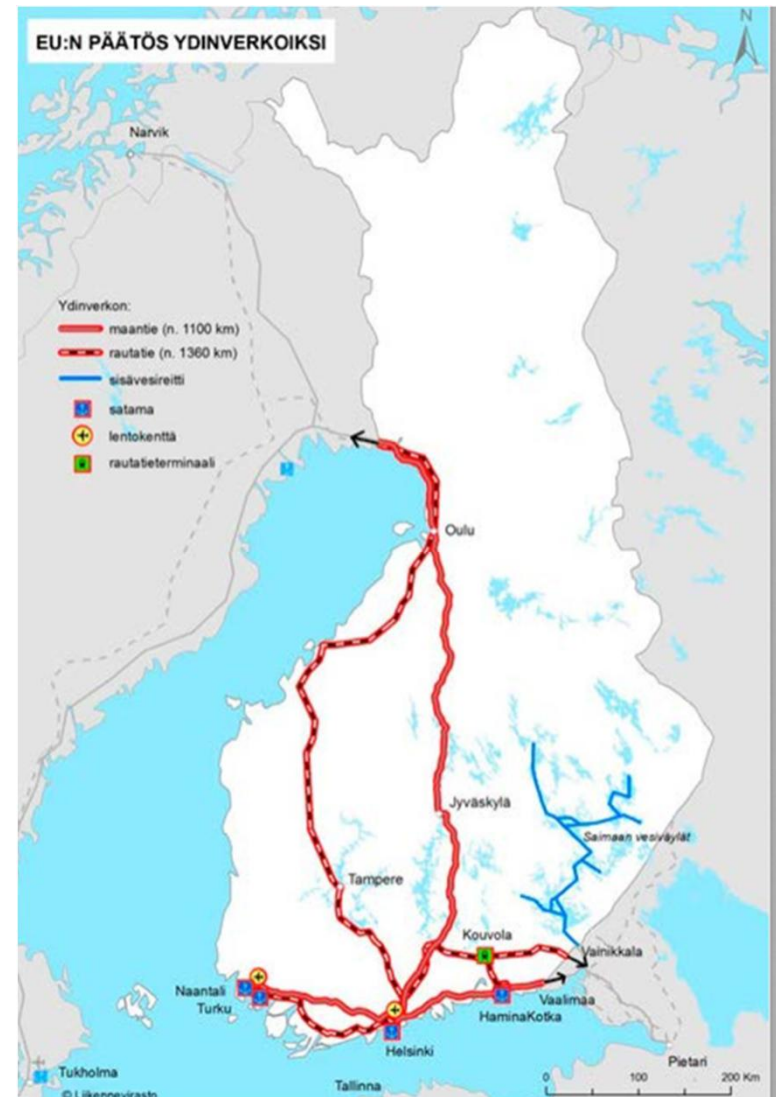 EU:N PÄÄTÖS YDINVERKOIKSI
N
Narvik
Ydinverkon:
maantie (n. 1100 km)
rautatie (n. 1360 km)
sisävesireitti
satama
lentokenttä
rautatieterminaali
Oulu
Jyväskylä
Saimaan vesiväylät
Tampere
Kouvola
Vainikkala
Naantali
Turku
Vaalimaa
HaminaKotka
Helsinki
Pietari
Tukholma
Tallinna
0 100 200 Km
© Liikennevirasto